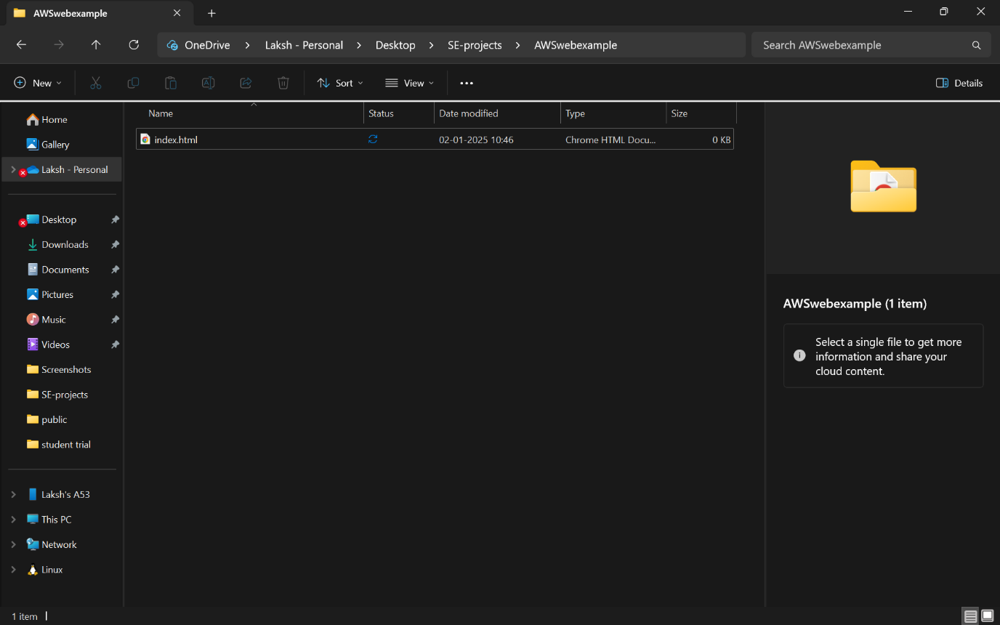 AWSwebexample
OneDrive > Laksh - Personal > Desktop > SE-projects > AWSwebexample
Search AWSwebexample
New
Sort
View
Details
Home
Gallery
Laksh - Personal
Desktop
Downloads
Documents
Pictures
Music
Videos
Screenshots
SE-projects
public
student trial
Laksh's A53
This PC
Network
Linux
Name Status Date modified Type Size
index.html 02-01-2025 10:46 Chrome HTML Docu... 0 KB
AWSwebexample (1 item)
Select a single file to get more
information and share your
cloud content.
1 item